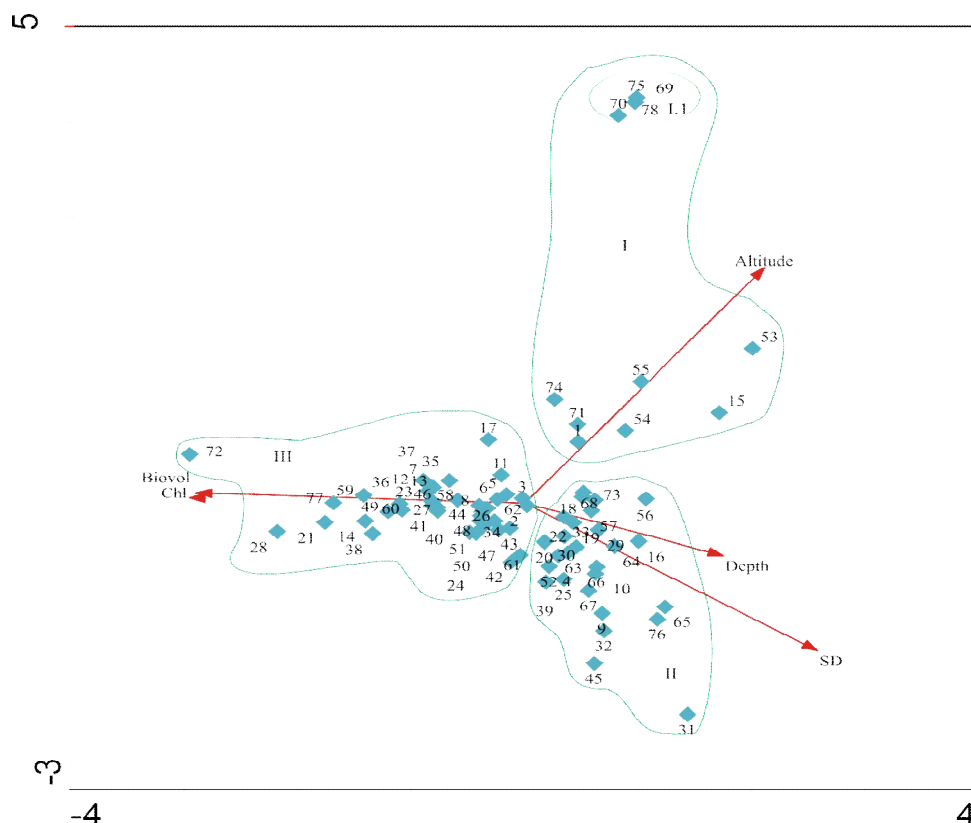 5
75 69
70 78 L1
I
Altitude
53
55
74 15
71 54
1
17
37
72 III 7 35 11
Biovol 36 12 13 3
Chl 59 23 46 58 8 65 73
77 49 60 27 44 26 62 18 68 56
28 21 14 41 48 34 2 33 57
38 40 51 43 22 19 29 16
47 20 30 64 Depth
50 61 63
24 42 52 4 66 10
39 25 67
9 76 65
32 SD
45 II
31
-3
-4 4